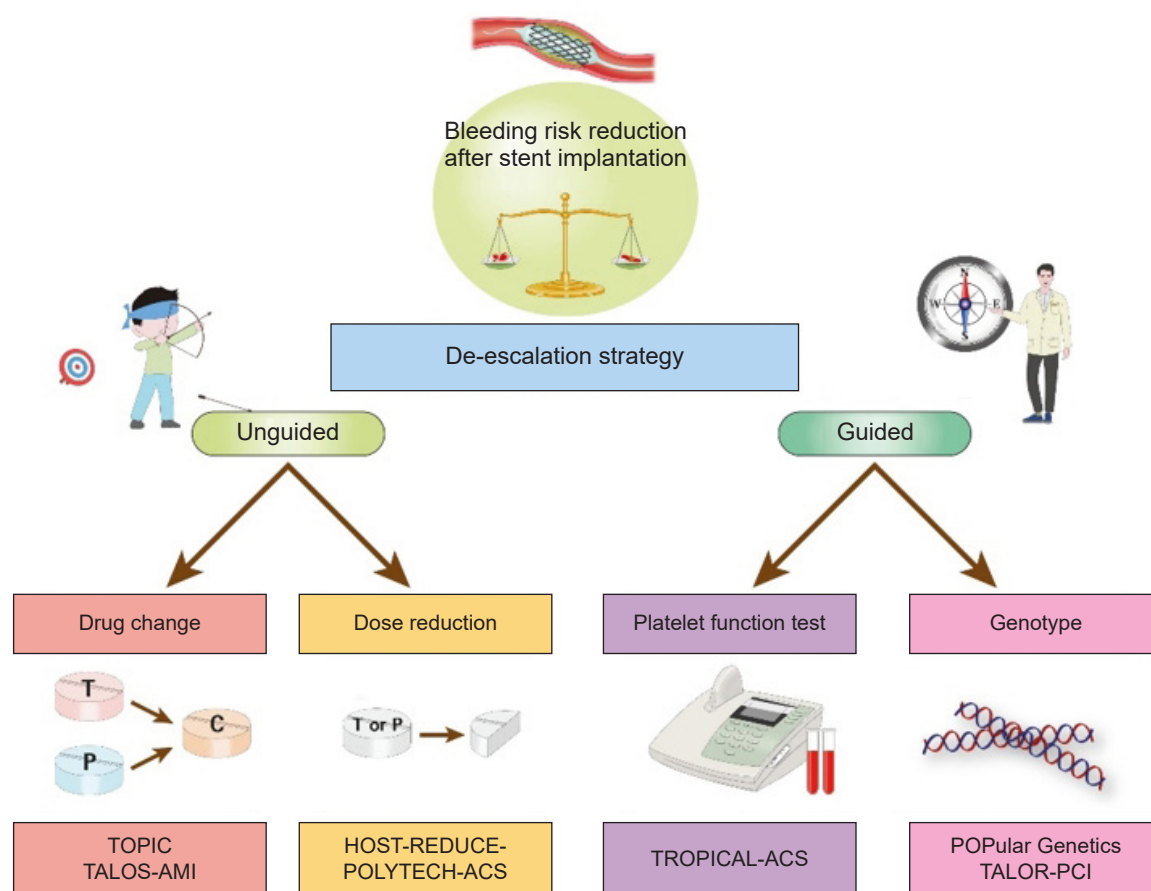 Bleeding risk reduction
after stent implantation
N
W
E
S
De-escalation strategy
Unguided
Guided
Drug change
Dose reduction
Platelet function test
Genotype
T
P
C
T or P
TOPIC
TALOS-AMI
HOST-REDUCE-
POLYTECH-ACS
TROPICAL-ACS
POPular Genetics
TALOR-PCI